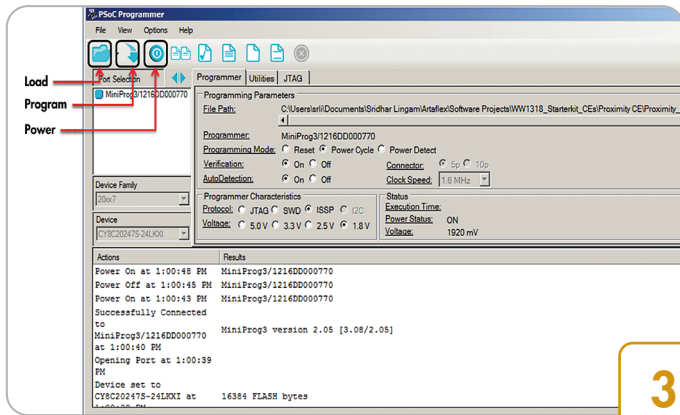 PSoC Programmer
File View Options Help
Load
Program
Power
Port Selection
MiniProg3/1216DD000770
Device Family
20xx7
Device
CY8C20247S-24LKXI
Programmer Utilities JTAG
Programming Parameters
File Path: C:\Users\srli\Documents\Sridhar Lingam\Artaflex\Software Projects\WW1318_Starterkit_CEs\Proximity CE\Proximity_
Programmer: MiniProg3/1216DD000770
Programming Mode: Reset Power Cycle Power Detect
Verification: On Off Connector: 5p 10p
AutoDetection: On Off Clock Speed: 1.6 MHz
Programmer Characteristics
Protocol: JTAG SWD ISSP I2C
Voltage: 5.0 V 3.3 V 2.5 V 1.8 V
Status
Execution Time:
Power Status: ON
Voltage: 1920 mV
Actions Results
Power On at 1:00:48 PM MiniProg3/1216DD000770
Power Off at 1:00:45 PM MiniProg3/1216DD000770
Power On at 1:00:43 PM MiniProg3/1216DD000770
Successfully Connected
to
MiniProg3/1216DD000770 MiniProg3 version 2.05 [3.08/2.05]
at 1:00:40 PM
Opening Port at 1:00:39
PM
Device set to
CY8C20247S-24LKXI at 16384 FLASH bytes
3